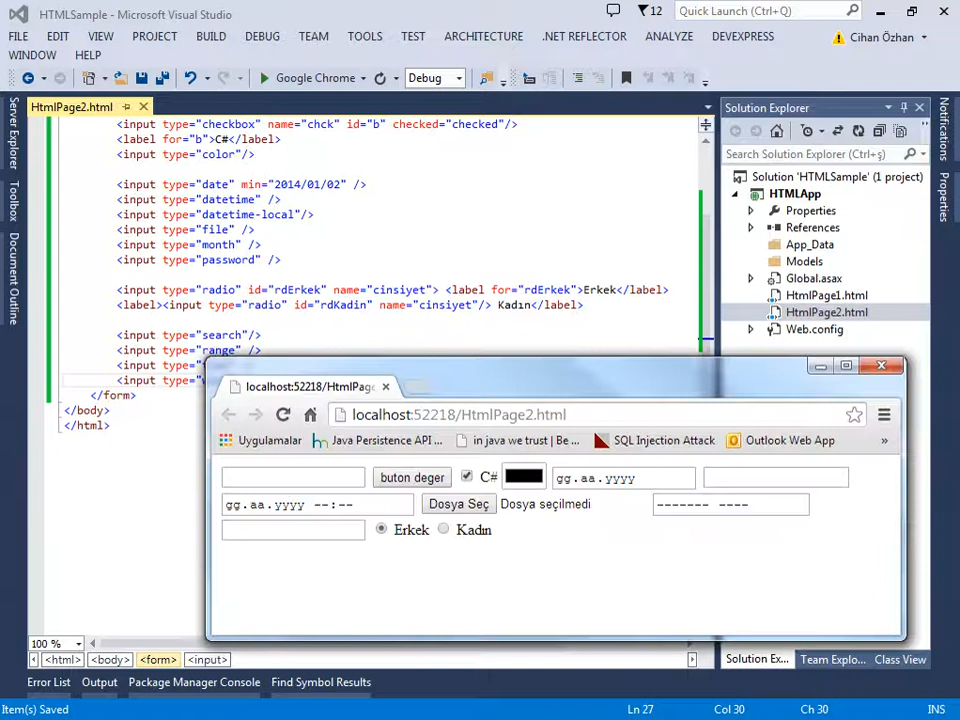 HTMLSample - Microsoft Visual Studio
12
Quick Launch (Ctrl+Q)
FILE EDIT VIEW PROJECT BUILD DEBUG TEAM TOOLS TEST ARCHITECTURE .NET REFLECTOR ANALYZE DEVEXPRESS
Cihan Özhan
WINDOW HELP
Google Chrome
Debug
Server Explorer
Toolbox
Document Outline
HtmlPage2.html
<input type="checkbox" name="chck" id="b" checked="checked"/>
<label for="b">C#</label>
<input type="color"/>
<input type="date" min="2014/01/02" />
<input type="datetime" />
<input type="datetime-local"/>
<input type="file" />
<input type="month" />
<input type="password" />
<input type="radio" id="rdErkek" name="cinsiyet"> <label for="rdErkek">Erkek</label>
<label><input type="radio" id="rdKadin" name="cinsiyet"/> Kadın</label>
<input type="search"/>
<input type="range" />
<input type="
<input type="
</form>
</body>
</html>
100 %
<html> <body> <form> <input>
Solution Explorer
Search Solution Explorer (Ctrl+ş)
Solution 'HTMLSample' (1 project)
HTMLApp
Properties
References
App_Data
Models
Global.asax
HtmlPage1.html
HtmlPage2.html
Web.config
Solution Ex... Team Explo... Class View
Notifications
Properties
localhost:52218/HtmlPag
localhost:52218/HtmlPage2.html
Uygulamalar
Java Persistence API ...
in java we trust | Be ...
SQL Injection Attack
Outlook Web App
»
buton deger C# gg.aa.yyyy
gg.aa.yyyy --:-- Dosya Seç Dosya seçilmedi ------- ----
Erkek Kadın
Error List Output Package Manager Console Find Symbol Results
Item(s) Saved
Ln 27 Col 30 Ch 30 INS